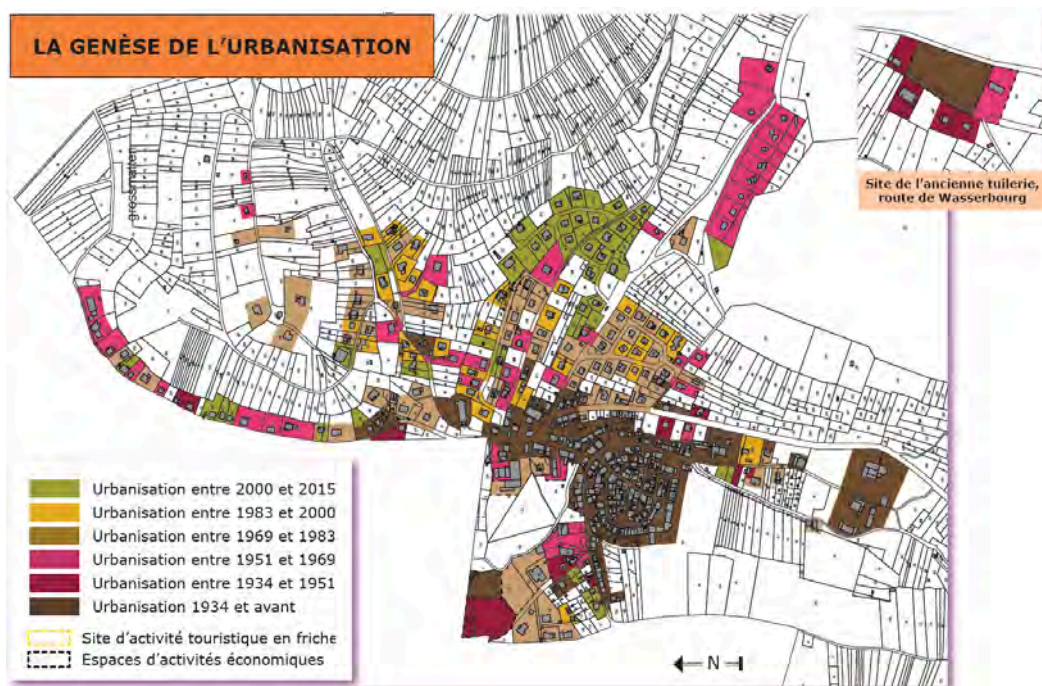 LA GENÈSE DE L'URBANISATION
grossmatten
Site de l'ancienne tuilerie,
route de Wasserbourg
Urbanisation entre 2000 et 2015
Urbanisation entre 1983 et 2000
Urbanisation entre 1969 et 1983
Urbanisation entre 1951 et 1969
Urbanisation entre 1934 et 1951
Urbanisation 1934 et avant
Site d'activité touristique en friche
Espaces d'activités économiques
N